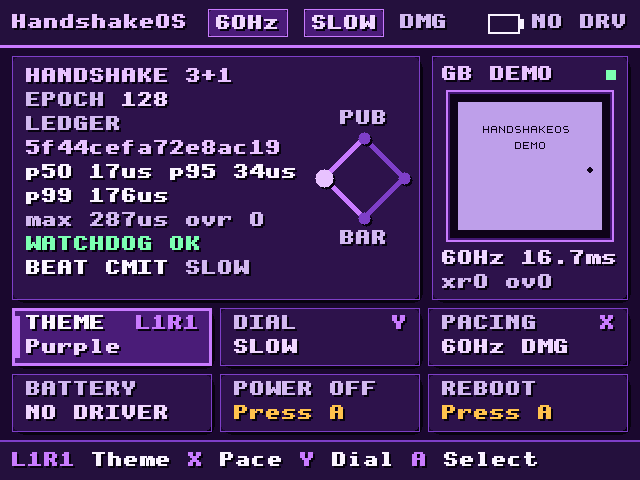 HandshakeOS 60Hz SLOW DMG NO DRV
HANDSHAKE 3+1
EPOCH 128
LEDGER
5f44cefa72e8ac19
p50 17us p95 34us
p99 176us
max 287us ovr 0
WATCHDOG OK
BEAT CMIT SLOW
PUB
BAR
GB DEMO
HANDSHAKEOS
DEMO
60Hz 16.7ms
xr0 ov0
THEME L1R1
Purple
DIAL Y
SLOW
PACING X
60Hz DMG
BATTERY
NO DRIVER
POWER OFF
Press A
REBOOT
Press A
L1R1 Theme X Pace Y Dial A Select